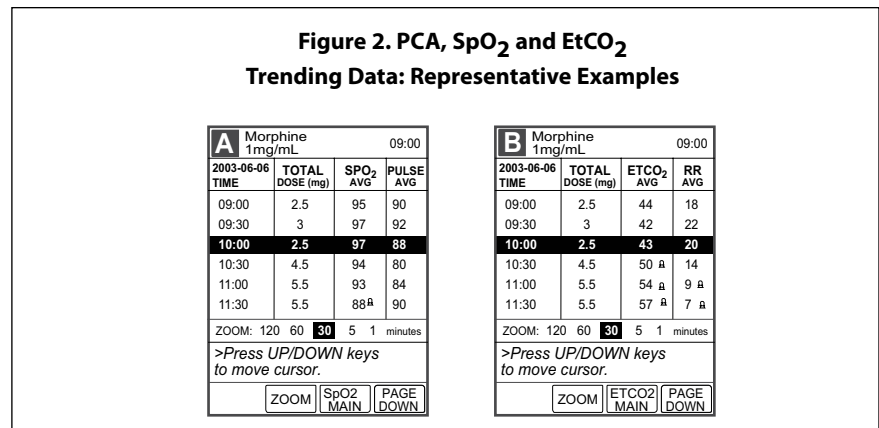 Figure 2. PCA, SpO2 and EtCO2
Trending Data: Representative Examples
A Morphine 1mg/mL 09:00
2003-06-06 TIME TOTAL DOSE (mg) SPO2 AVG PULSE AVG
09:00 2.5 95 90
09:30 3 97 92
10:00 2.5 97 88
10:30 4.5 94 80
11:00 5.5 93 84
11:30 5.5 88 90
ZOOM: 120 60 30 5 1 minutes
>Press UP/DOWN keys
to move cursor.
ZOOM SpO2 MAIN PAGE DOWN
B Morphine 1mg/mL 09:00
2003-06-06 TIME TOTAL DOSE (mg) ETCO2 AVG RR AVG
09:00 2.5 44 18
09:30 3 42 22
10:00 2.5 43 20
10:30 4.5 50 14
11:00 5.5 54 9
11:30 5.5 57 7
ZOOM: 120 60 30 5 1 minutes
>Press UP/DOWN keys
to move cursor.
ZOOM ETCO2 MAIN PAGE DOWN